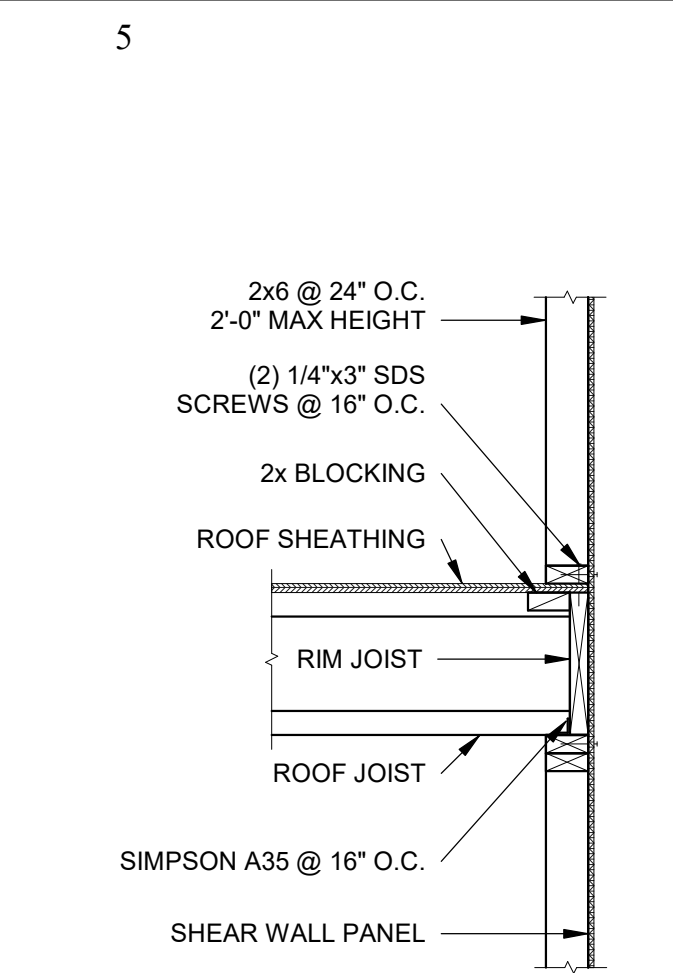 5
2x6 @ 24" O.C.
2'-0" MAX HEIGHT
(2) 1/4"x3" SDS
SCREWS @ 16" O.C.
2x BLOCKING
ROOF SHEATHING
RIM JOIST
ROOF JOIST
SIMPSON A35 @ 16" O.C.
SHEAR WALL PANEL